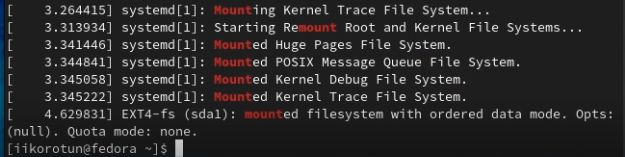 [    3.264415] systemd[1]: Mounting Kernel Trace File System...
[    3.313934] systemd[1]: Starting Remount Root and Kernel File Systems...
[    3.341446] systemd[1]: Mounted Huge Pages File System.
[    3.344841] systemd[1]: Mounted POSIX Message Queue File System.
[    3.345058] systemd[1]: Mounted Kernel Debug File System.
[    3.345222] systemd[1]: Mounted Kernel Trace File System.
[    4.629831] EXT4-fs (sda1): mounted filesystem with ordered data mode. Opts:
(null). Quota mode: none.
[iikorotun@fedora ~]$